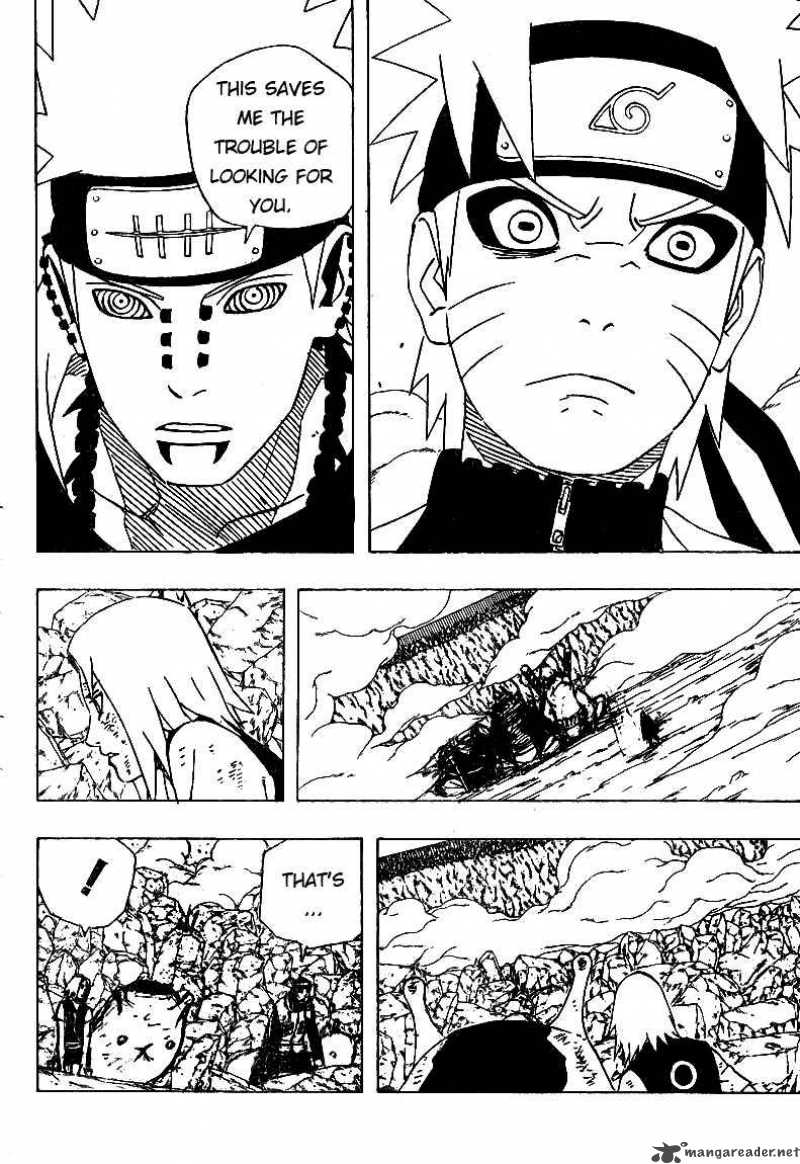 THIS SAVES
ME THE
TROUBLE OF
LOOKING FOR
YOU.
THAT'S
...
!
mangareader.net